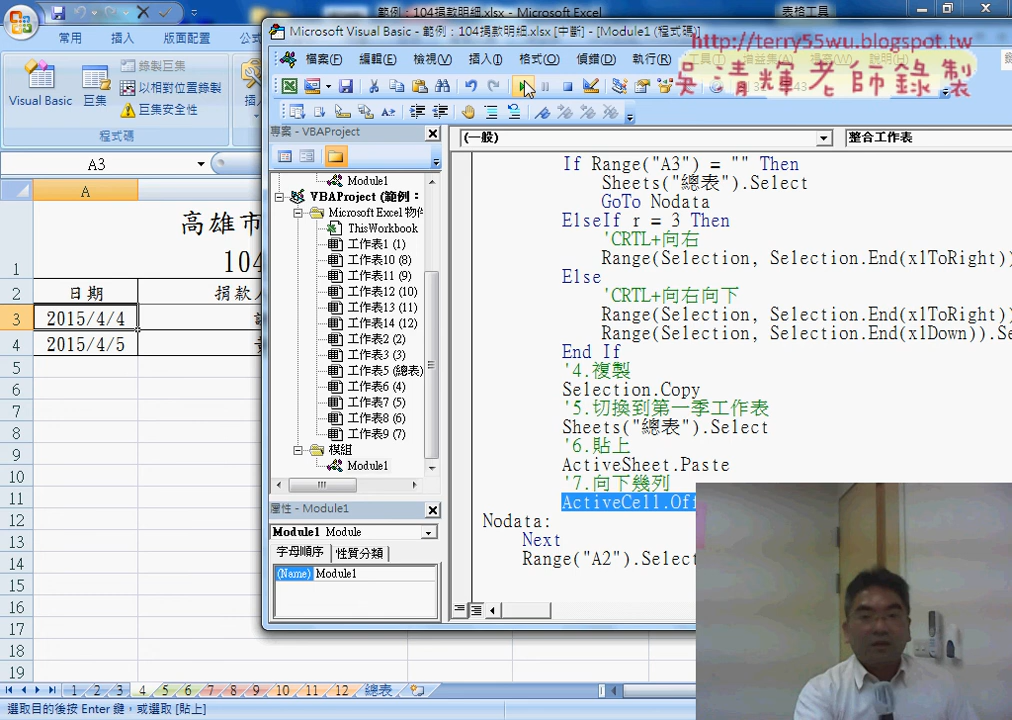 範例：104捐款明細.xlsx - Microsoft Excel
表格工具
常用
插入
版面配置
Visual Basic
巨集
錄製巨集
以相對位置錄製
巨集安全性
程式碼
A3
A
高雄市
104
日期
捐款
2015/4/4
2015/4/5
1
2
3
4
5
6
7
8
9
10
11
12
13
14
15
16
17
18
19
1 2 3 4 5 6 7 8 9 10 11 12 總表
選取目的後按 Enter 鍵，或選取 [貼上]
Microsoft Visual Basic - 範例：104捐款明細.xlsx [中斷] - [Module1 (程式碼)]
http://terry55wu.blogspot.tw
吳清輝老師錄製
檔案(F) 編輯(E) 檢視(V) 插入(I) 格式(O) 偵錯(D) 執行(R)
專案 - VBAProject
Module1
VBAProject (範例：
Microsoft Excel 物件
ThisWorkbook
工作表1 (1)
工作表10 (8)
工作表11 (9)
工作表12 (10)
工作表13 (11)
工作表14 (12)
工作表2 (2)
工作表3 (3)
工作表5 (總表)
工作表6 (4)
工作表7 (5)
工作表8 (6)
工作表9 (7)
模組
Module1
屬性 - Module1
Module1 Module
字母順序 性質分類
(Name) Module1
(一般)
整合工作表
If Range("A3") = "" Then
Sheets("總表").Select
GoTo Nodata
ElseIf r = 3 Then
'CRTL+向右
Range(Selection, Selection.End(xlToRight))
Else
'CRTL+向右向下
Range(Selection, Selection.End(xlToRight))
Range(Selection, Selection.End(xlDown)).Se
End If
'4.複製
Selection.Copy
'5.切換到第一季工作表
Sheets("總表").Select
'6.貼上
ActiveSheet.Paste
'7.向下幾列
ActiveCell.Off
Nodata:
Next
Range("A2").Select